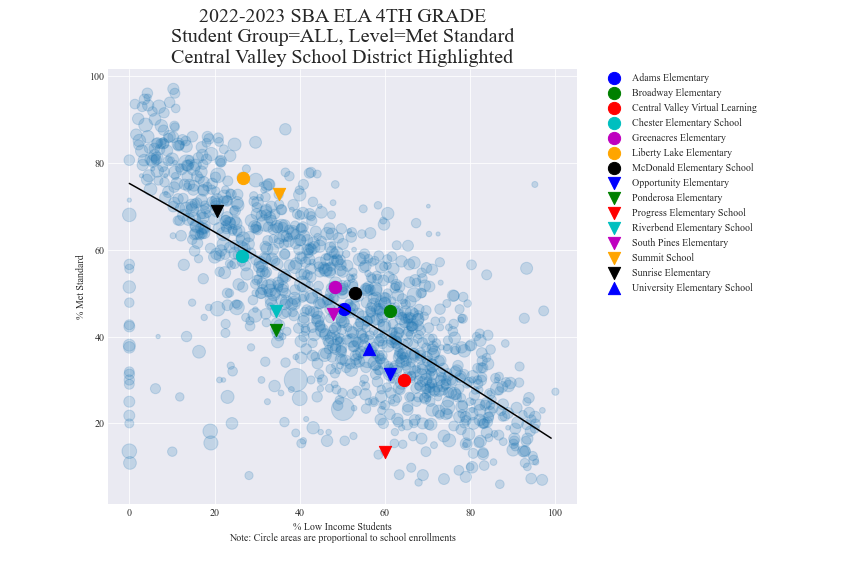 2022-2023 SBA ELA 4TH GRADE
Student Group=ALL, Level=Met Standard
Central Valley School District Highlighted
100
80
60
40
20
% Met Standard
0
20
40
60
80
100
% Low Income Students
Note: Circle areas are proportional to school enrollments
Adams Elementary
Broadway Elementary
Central Valley Virtual Learning
Chester Elementary School
Greenacres Elementary
Liberty Lake Elementary
McDonald Elementary School
Opportunity Elementary
Ponderosa Elementary
Progress Elementary School
Riverbend Elementary School
South Pines Elementary
Summit School
Sunrise Elementary
University Elementary School